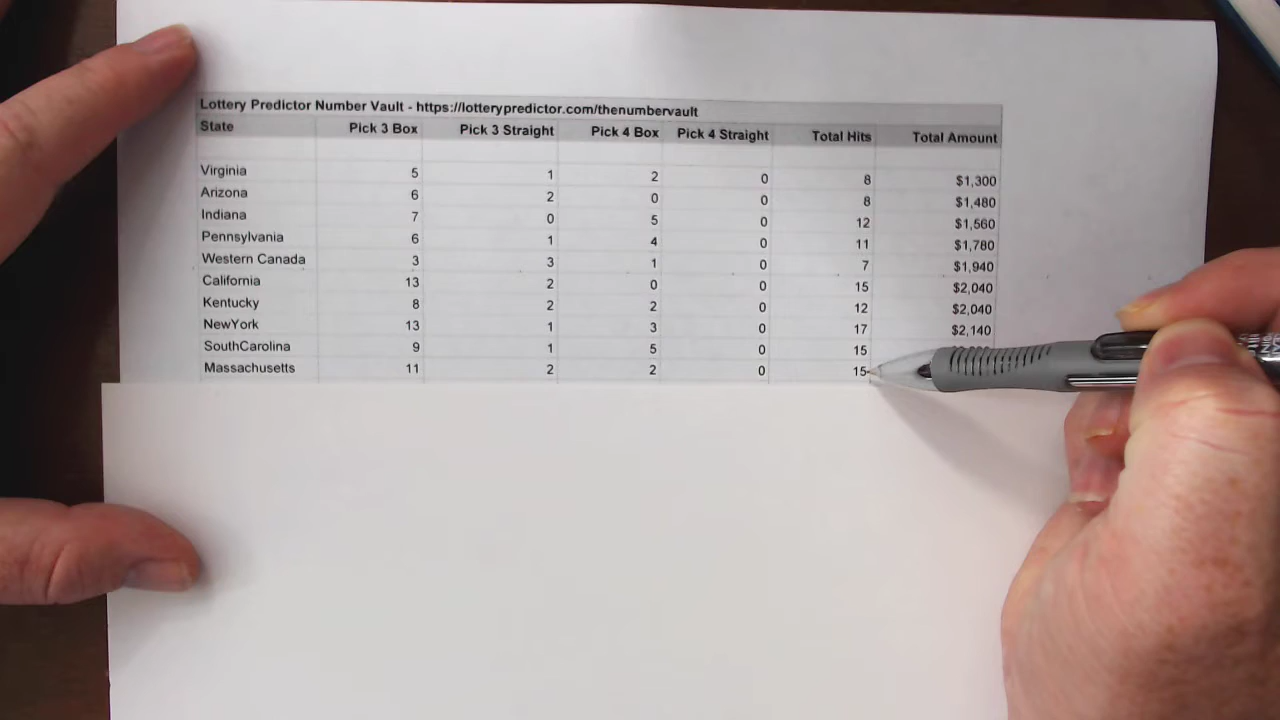 Lottery Predictor Number Vault - https://lotterypredictor.com/thenumbervault
State Pick 3 Box Pick 3 Straight Pick 4 Box Pick 4 Straight Total Hits Total Amount
Virginia 5 1 2 0 8 $1,300
Arizona 6 2 0 0 8 $1,480
Indiana 7 0 5 0 12 $1,560
Pennsylvania 6 1 4 0 11 $1,780
Western Canada 3 3 1 0 7 $1,940
California 13 2 0 0 15 $2,040
Kentucky 8 2 2 0 12 $2,040
NewYork 13 1 3 0 17 $2,140
SouthCarolina 9 1 5 0 15
Massachusetts 11 2 2 0 15